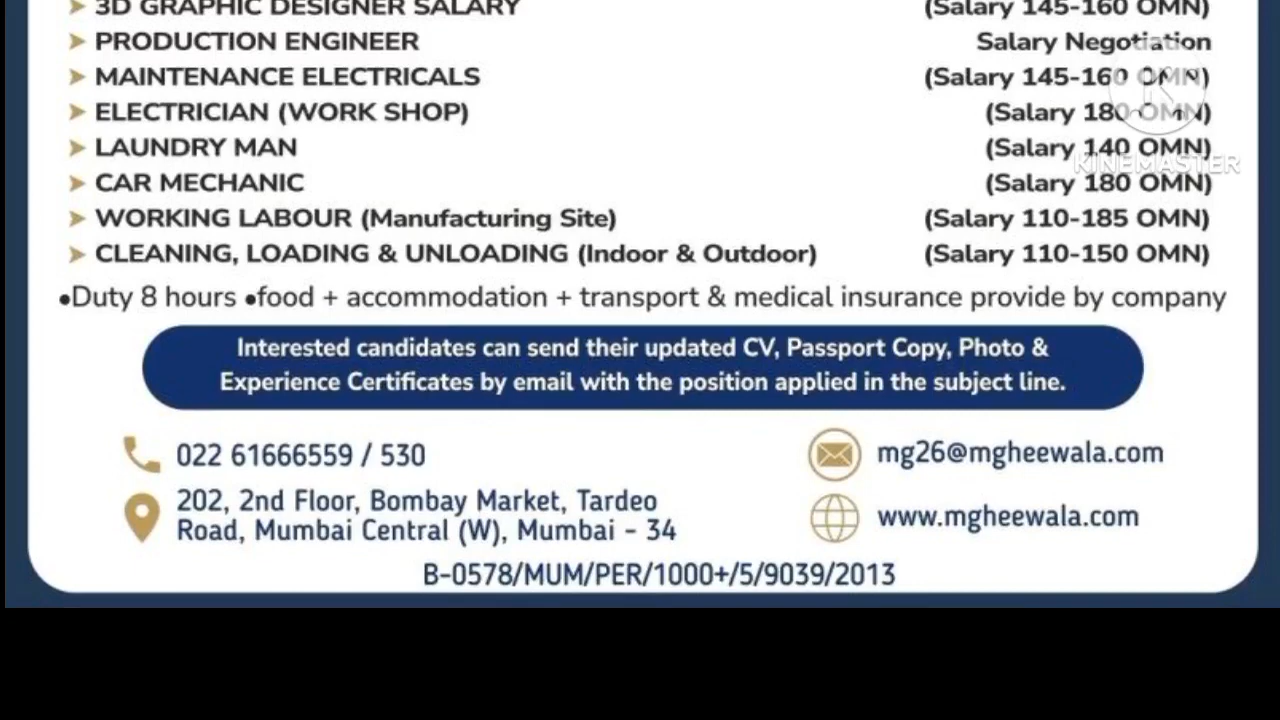 ➤ 3D GRAPHIC DESIGNER SALARY (Salary 145-160 OMN)
➤ PRODUCTION ENGINEER Salary Negotiation
➤ MAINTENANCE ELECTRICALS (Salary 145-160 OMN)
➤ ELECTRICIAN (WORK SHOP) (Salary 180 OMN)
➤ LAUNDRY MAN (Salary 140 OMN)
KINEMASTER
➤ CAR MECHANIC (Salary 180 OMN)
➤ WORKING LABOUR (Manufacturing Site) (Salary 110-185 OMN)
➤ CLEANING, LOADING & UNLOADING (Indoor & Outdoor) (Salary 110-150 OMN)
•Duty 8 hours •food + accommodation + transport & medical insurance provide by company
Interested candidates can send their updated CV, Passport Copy, Photo &
Experience Certificates by email with the position applied in the subject line.
022 61666559 / 530
mg26@mgheewala.com
202, 2nd Floor, Bombay Market, Tardeo
Road, Mumbai Central (W), Mumbai - 34
www.mgheewala.com
B-0578/MUM/PER/1000+/5/9039/2013